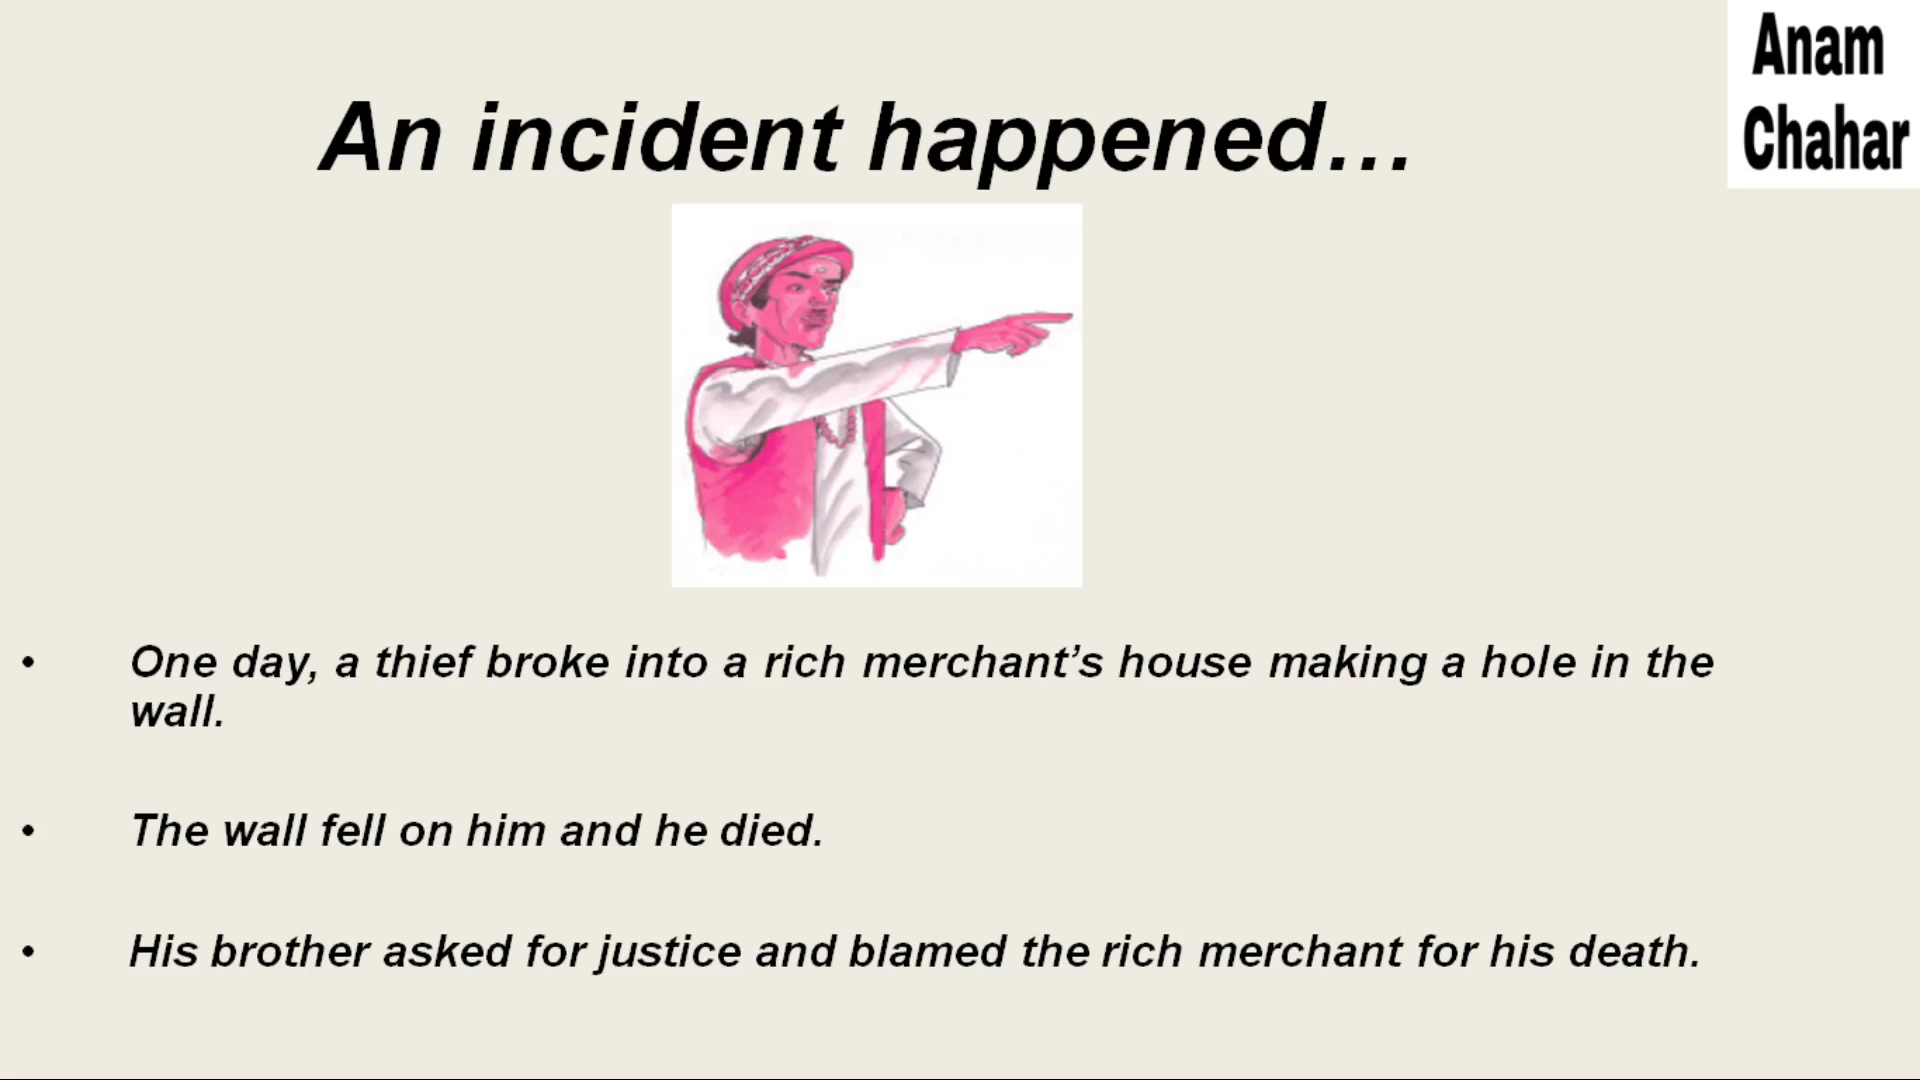 Anam
Chahar
An incident happened...
• One day, a thief broke into a rich merchant’s house making a hole in the
wall.
• The wall fell on him and he died.
• His brother asked for justice and blamed the rich merchant for his death.